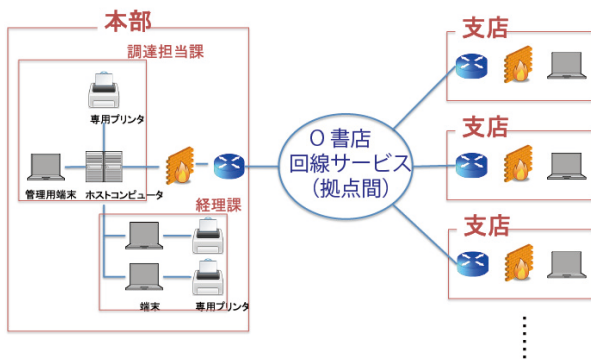 本部
調達担当課
専用プリンタ
管理用端末
ホストコンピュータ
経理課
端末
専用プリンタ
O 書店
回線サービス
(拠点間)
支店
支店
支店